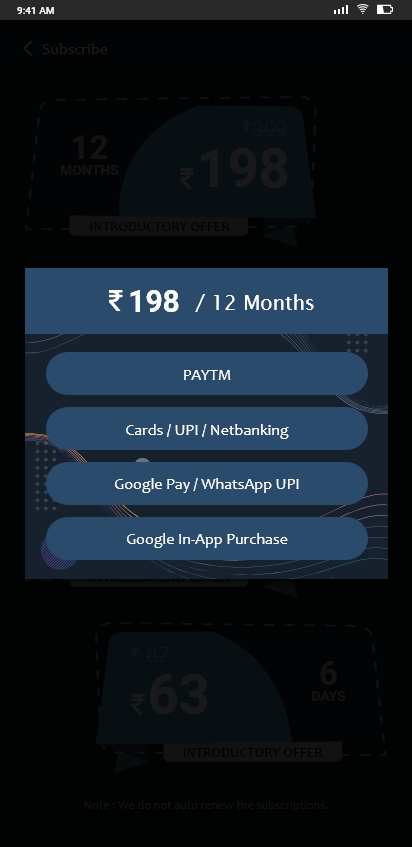 9:41 AM
Subscribe
₹399
12
MONTHS
₹198
INTRODUCTORY OFFER
₹198 / 12 Months
PAYTM
Cards / UPI / Netbanking
Google Pay / WhatsApp UPI
Google In-App Purchase
INTRODUCTORY OFFER
₹ 87
₹63
6
DAYS
INTRODUCTORY OFFER
Note : We do not auto renew the subscriptions.